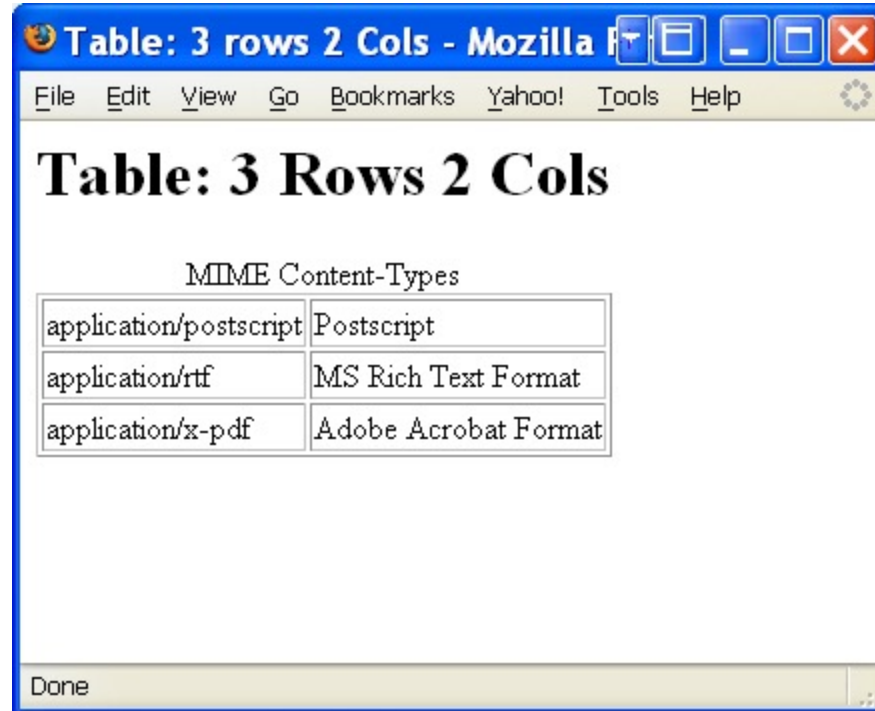 Table: 3 rows 2 Cols - Mozilla F
File Edit View Go Bookmarks Yahoo! Tools Help
Table: 3 Rows 2 Cols
MIME Content-Types
application/postscript Postscript
application/rtf MS Rich Text Format
application/x-pdf Adobe Acrobat Format
Done